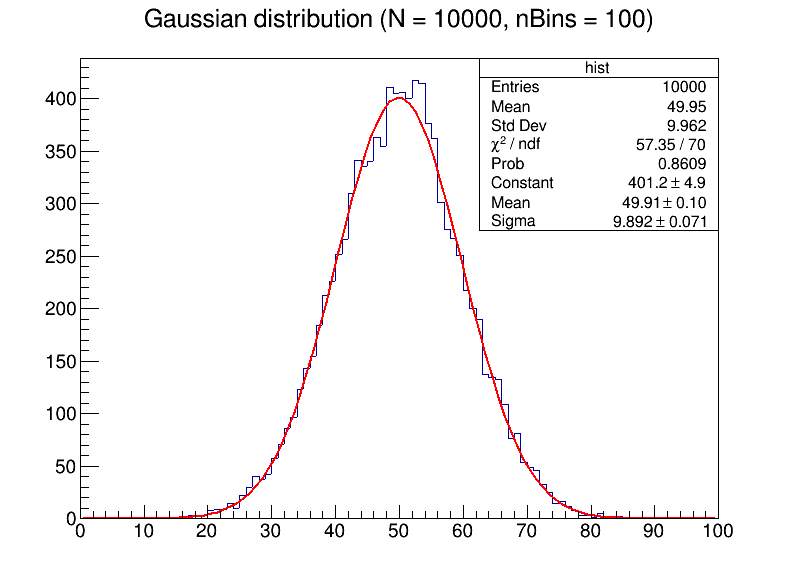 Gaussian distribution (N = 10000, nBins = 100)
hist
Entries 10000
Mean 49.95
Std Dev 9.962
χ² / ndf 57.35 / 70
Prob 0.8609
Constant 401.2 ± 4.9
Mean 49.91 ± 0.10
Sigma 9.892 ± 0.071
400
350
300
250
200
150
100
50
0
0 10 20 30 40 50 60 70 80 90 100